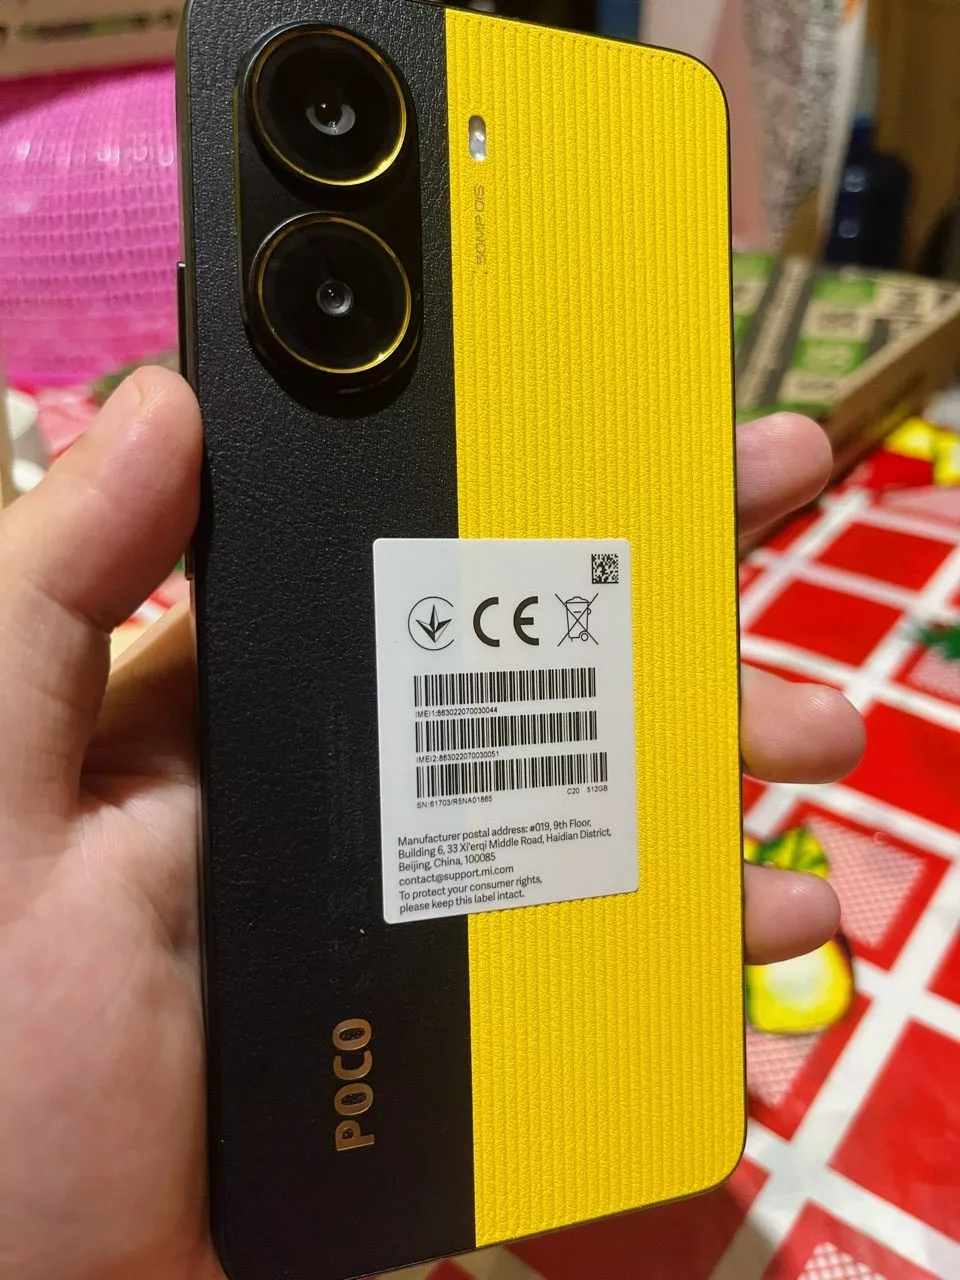 50MP OIS
CE
IMEI1:863022070030044
IMEI2:863022070030051
SN:61703/R5NA01865 C20 512GB
Manufacturer postal address: #019, 9th Floor,
Building 6, 33 Xi'erqi Middle Road, Haidian District,
Beijing, China, 100085
contact@support.mi.com
To protect your consumer rights,
please keep this label intact.
POCO